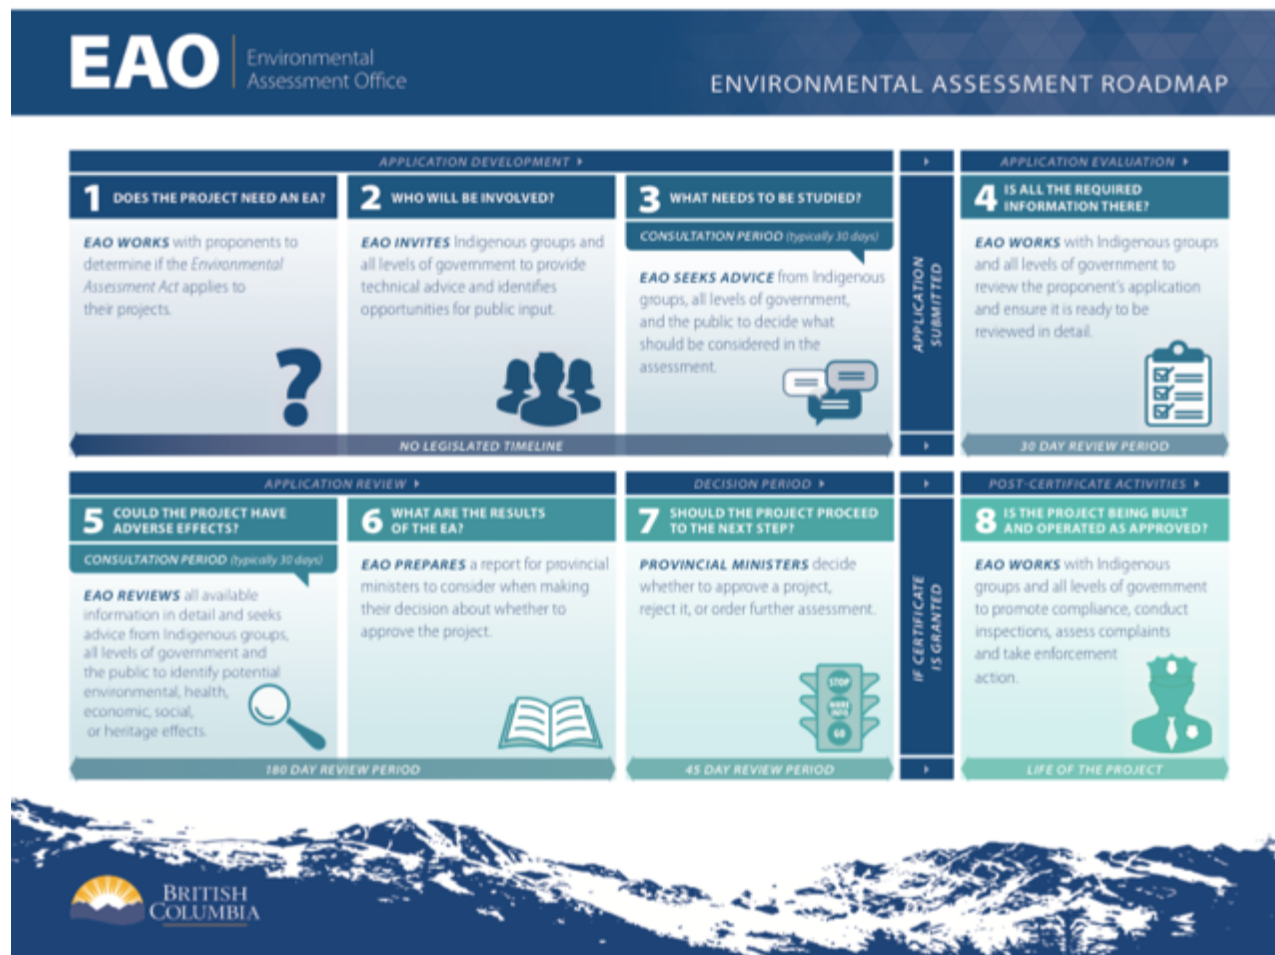 EAO
Environmental
Assessment Office
ENVIRONMENTAL ASSESSMENT ROADMAP
APPLICATION DEVELOPMENT
1 DOES THE PROJECT NEED AN EA?
EAO WORKS with proponents to
determine if the Environmental
Assessment Act applies to
their projects.
2 WHO WILL BE INVOLVED?
EAO INVITES Indigenous groups and
all levels of government to provide
technical advice and identifies
opportunities for public input.
3 WHAT NEEDS TO BE STUDIED?
CONSULTATION PERIOD (typically 30 days)
EAO SEEKS ADVICE from Indigenous
groups, all levels of government,
and the public to decide what
should be considered in the
assessment.
NO LEGISLATED TIMELINE
APPLICATION
SUBMITTED
APPLICATION EVALUATION
4 IS ALL THE REQUIRED
INFORMATION THERE?
EAO WORKS with Indigenous groups
and all levels of government to
review the proponent's application
and ensure it is ready to be
reviewed in detail.
30 DAY REVIEW PERIOD
APPLICATION REVIEW
5 COULD THE PROJECT HAVE
ADVERSE EFFECTS?
CONSULTATION PERIOD (typically 30 days)
EAO REVIEWS all available
information in detail and seeks
advice from Indigenous groups,
all levels of government and
the public to identify potential
environmental, health,
economic, social,
or heritage effects.
6 WHAT ARE THE RESULTS
OF THE EA?
EAO PREPARES a report for provincial
ministers to consider when making
their decision about whether to
approve the project.
180 DAY REVIEW PERIOD
DECISION PERIOD
7 SHOULD THE PROJECT PROCEED
TO THE NEXT STEP?
PROVINCIAL MINISTERS decide
whether to approve a project,
reject it, or order further assessment.
STOP
MORE
INFO
GO
45 DAY REVIEW PERIOD
IF CERTIFICATE
IS GRANTED
POST-CERTIFICATE ACTIVITIES
8 IS THE PROJECT BEING BUILT
AND OPERATED AS APPROVED?
EAO WORKS with Indigenous
groups and all levels of government
to promote compliance, conduct
inspections, assess complaints
and take enforcement
action.
LIFE OF THE PROJECT
BRITISH
COLUMBIA